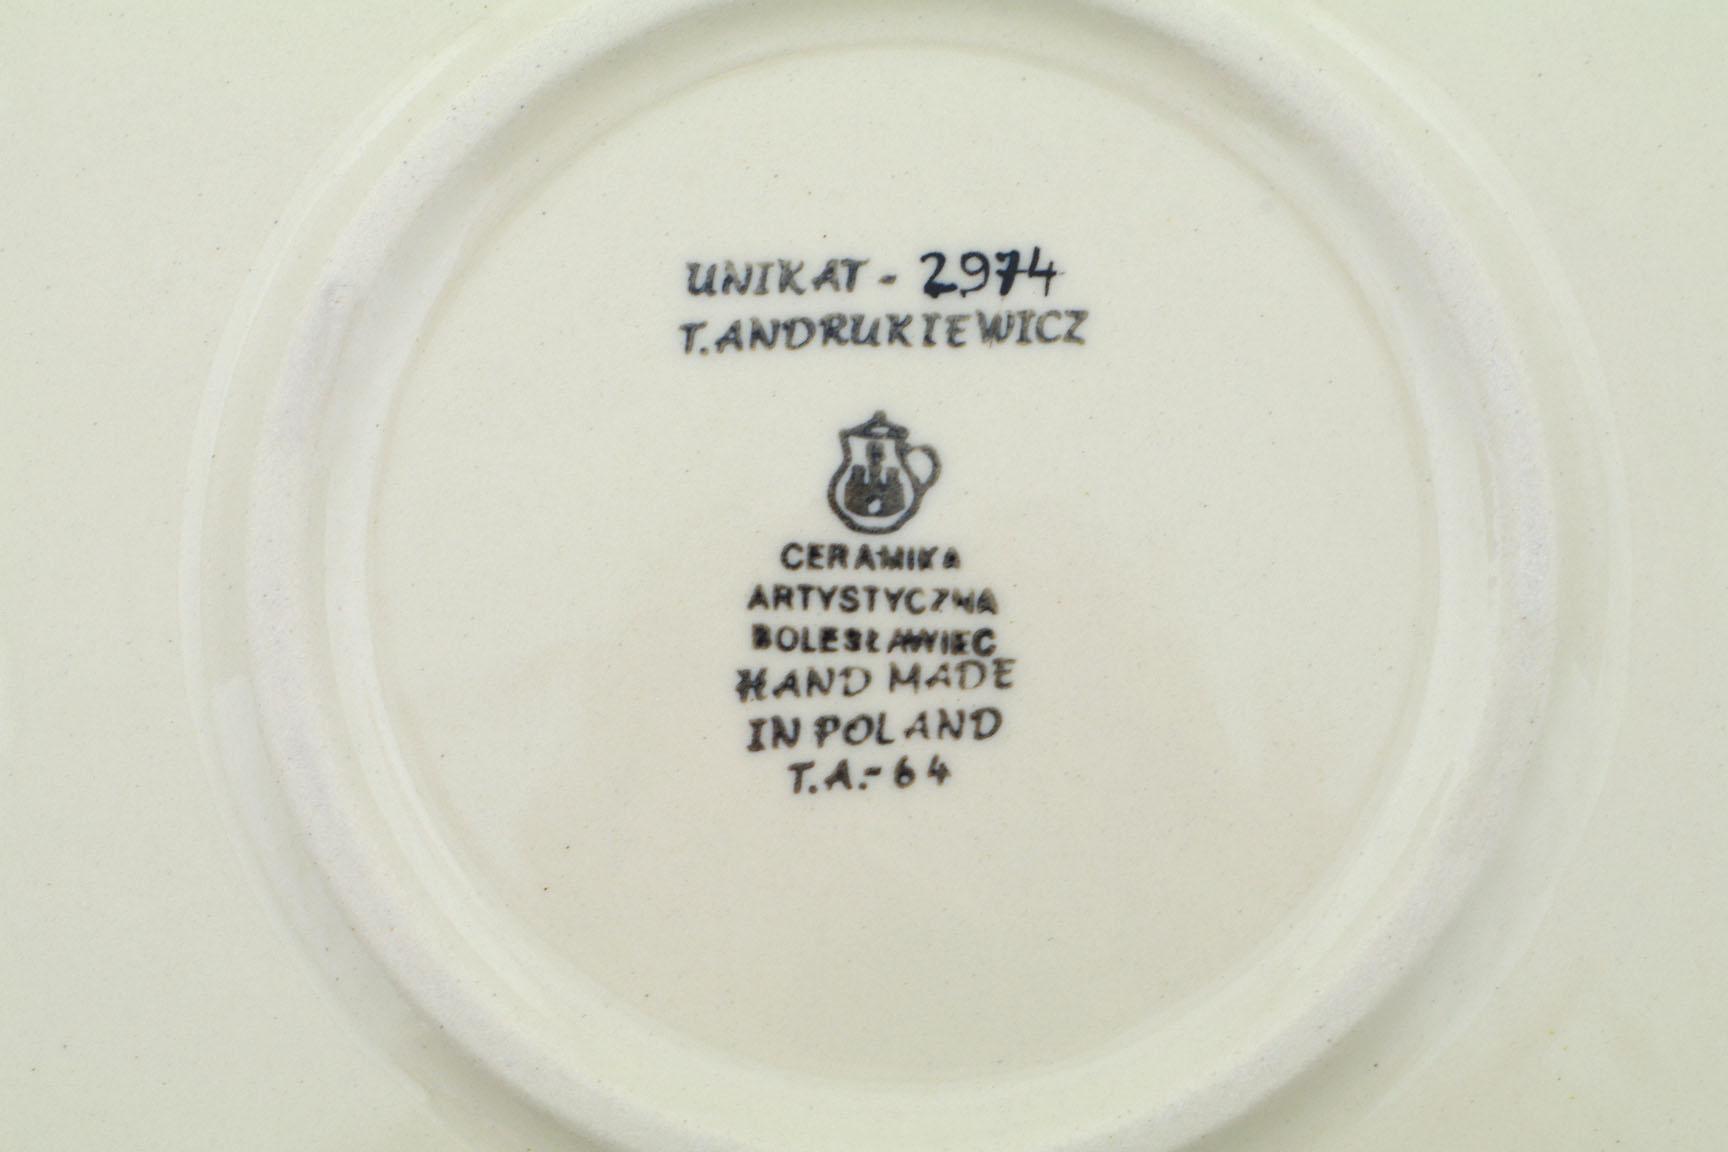 UNIKAT - 2974
T. ANDRUKIEWICZ
CERAMIKA
ARTYSTYCZNA
BOLESŁAWIEC
HAND MADE
IN POLAND
T.A.-64